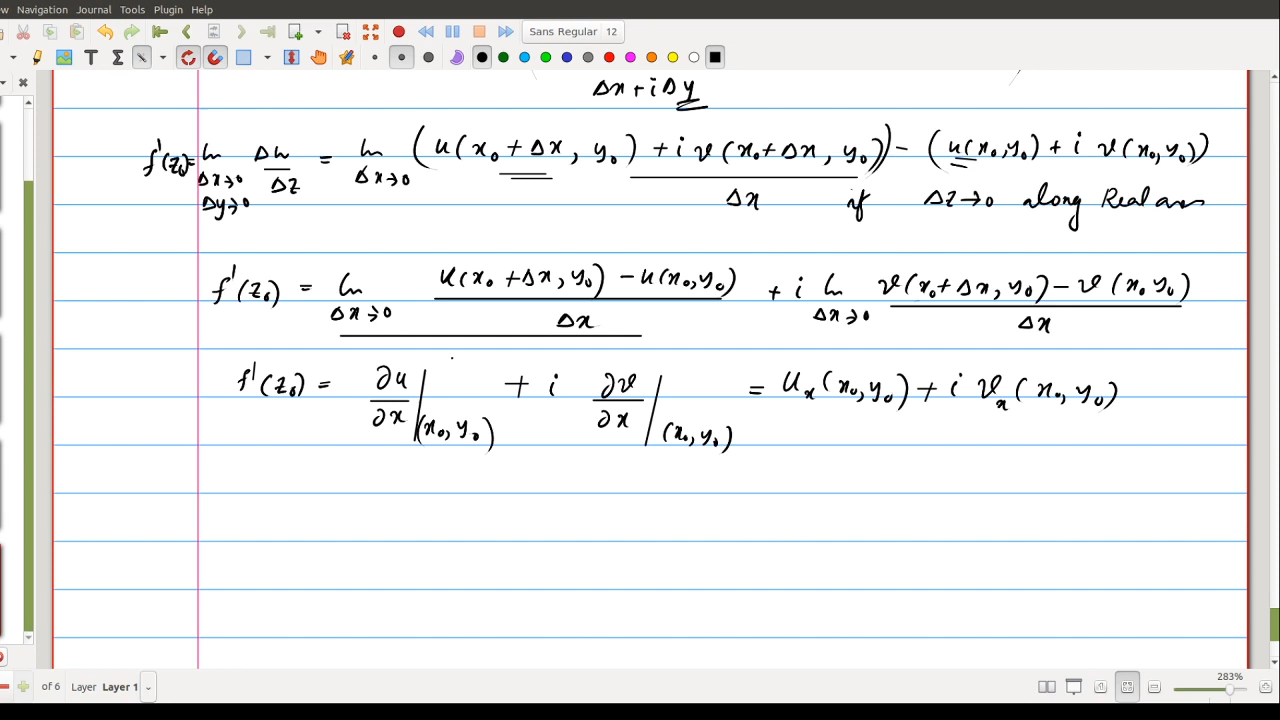 Navigation Journal Tools Plugin Help
Sans Regular 12
Δx + iΔy
f'(z₀) = lim Δx→0 Δy→0 Δw/Δz = lim Δx→0 (u(x₀+Δx, y₀) + i v(x₀+Δx, y₀)) - (u(x₀,y₀) + i v(x₀,y₀)) / Δx if Δz→0 along Real axis
f'(z₀) = lim Δx→0 u(x₀+Δx, y₀) - u(x₀,y₀) / Δx + i lim Δx→0 v(x₀+Δx, y₀) - v(x₀ y₀) / Δx
f'(z₀) = ∂u/∂x |(x₀, y₀) + i ∂v/∂x |(x₀, y₀) = uₓ(x₀,y₀) + i vₓ(x₀, y₀)
of 6 Layer Layer 1
283%